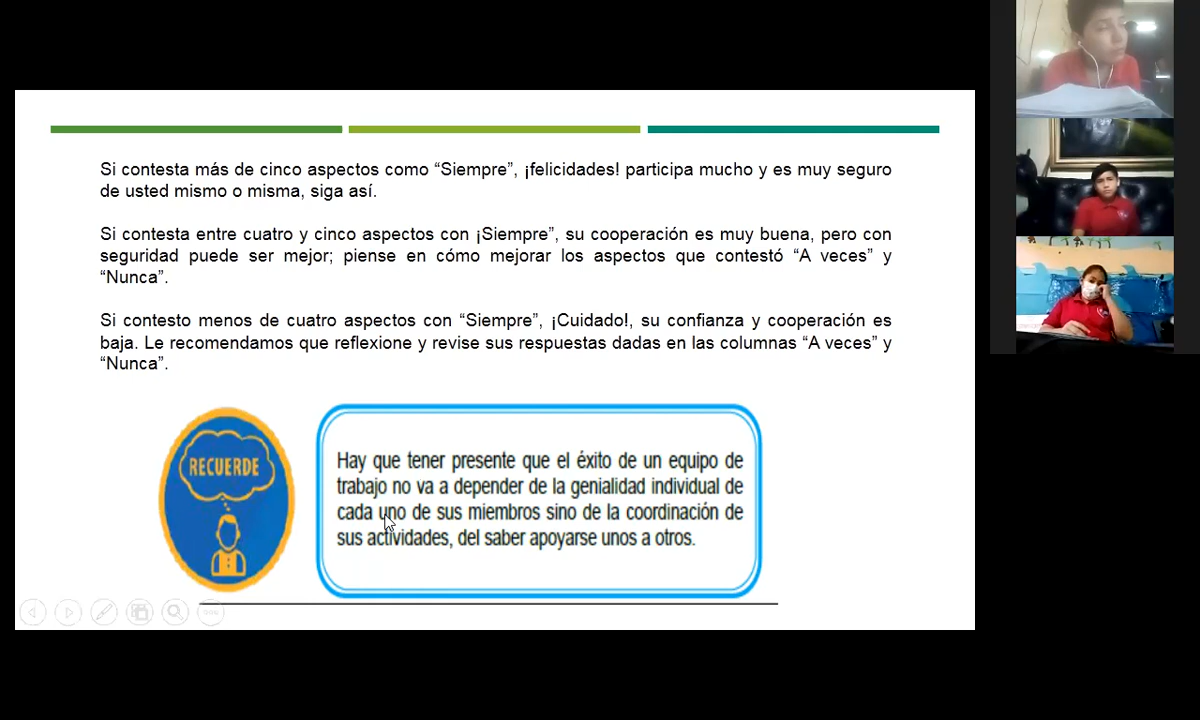 Si contesta más de cinco aspectos como “Siempre”, ¡felicidades! participa mucho y es muy seguro
de usted mismo o misma, siga así.
Si contesta entre cuatro y cinco aspectos con ¡Siempre”, su cooperación es muy buena, pero con
seguridad puede ser mejor; piense en cómo mejorar los aspectos que contestó “A veces” y
“Nunca”.
Si contesto menos de cuatro aspectos con “Siempre”, ¡Cuidado!, su confianza y cooperación es
baja. Le recomendamos que reflexione y revise sus respuestas dadas en las columnas “A veces” y
“Nunca”.
RECUERDE
Hay que tener presente que el éxito de un equipo de
trabajo no va a depender de la genialidad individual de
cada uno de sus miembros sino de la coordinación de
sus actividades, del saber apoyarse unos a otros.